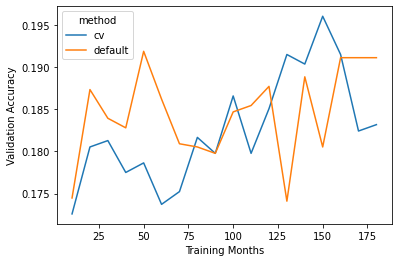 method
cv
default
0.195
0.190
0.185
0.180
0.175
Validation Accuracy
25
50
75
100
125
150
175
Training Months